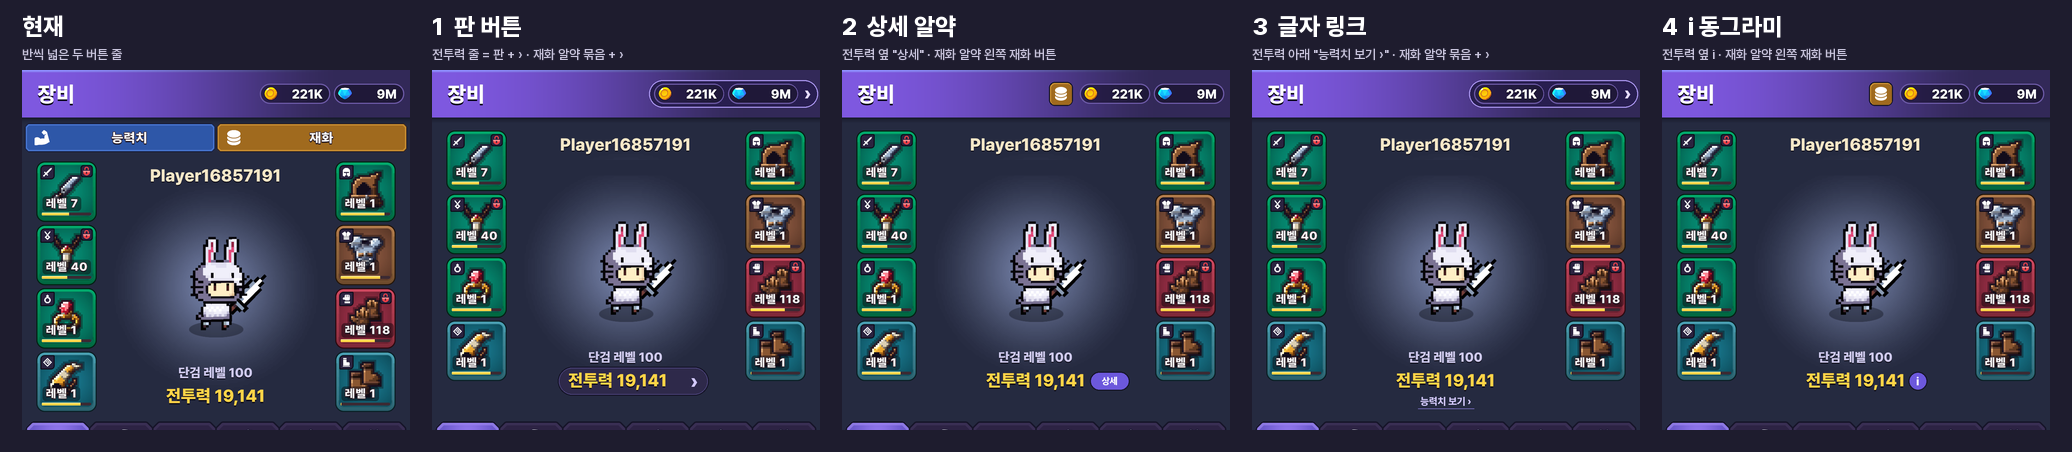 현재
반씩 넓은 두 버튼 줄
장비
221K
9M
능력치
재화
Player16857191
레벨 7
레벨 1
레벨 40
레벨 1
레벨 1
레벨 118
레벨 1
레벨 1
단검 레벨 100
전투력 19,141
1 판 버튼
전투력 줄 = 판 + › · 재화 알약 묶음 + ›
장비
221K
9M ›
Player16857191
레벨 7
레벨 1
레벨 40
레벨 1
레벨 1
레벨 118
레벨 1
레벨 1
단검 레벨 100
전투력 19,141 ›
2 상세 알약
전투력 옆 "상세" · 재화 알약 왼쪽 재화 버튼
장비
221K
9M
Player16857191
레벨 7
레벨 1
레벨 40
레벨 1
레벨 1
레벨 118
레벨 1
레벨 1
단검 레벨 100
전투력 19,141 상세
3 글자 링크
전투력 아래 "능력치 보기 ›" · 재화 알약 묶음 + ›
장비
221K
9M ›
Player16857191
레벨 7
레벨 1
레벨 40
레벨 1
레벨 1
레벨 118
레벨 1
레벨 1
단검 레벨 100
전투력 19,141
능력치 보기 ›
4 i 동그라미
전투력 옆 i · 재화 알약 왼쪽 재화 버튼
장비
221K
9M
Player16857191
레벨 7
레벨 1
레벨 40
레벨 1
레벨 1
레벨 118
레벨 1
레벨 1
단검 레벨 100
전투력 19,141 i